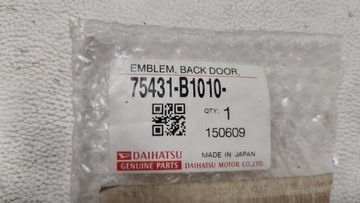 EMBLEM, BACK DOOR,
75431-B1010-
QTY: 1
150609
DAIHATSU MADE IN JAPAN
GENUINE PARTS DAIHATSU MOTOR CO.,LTD.